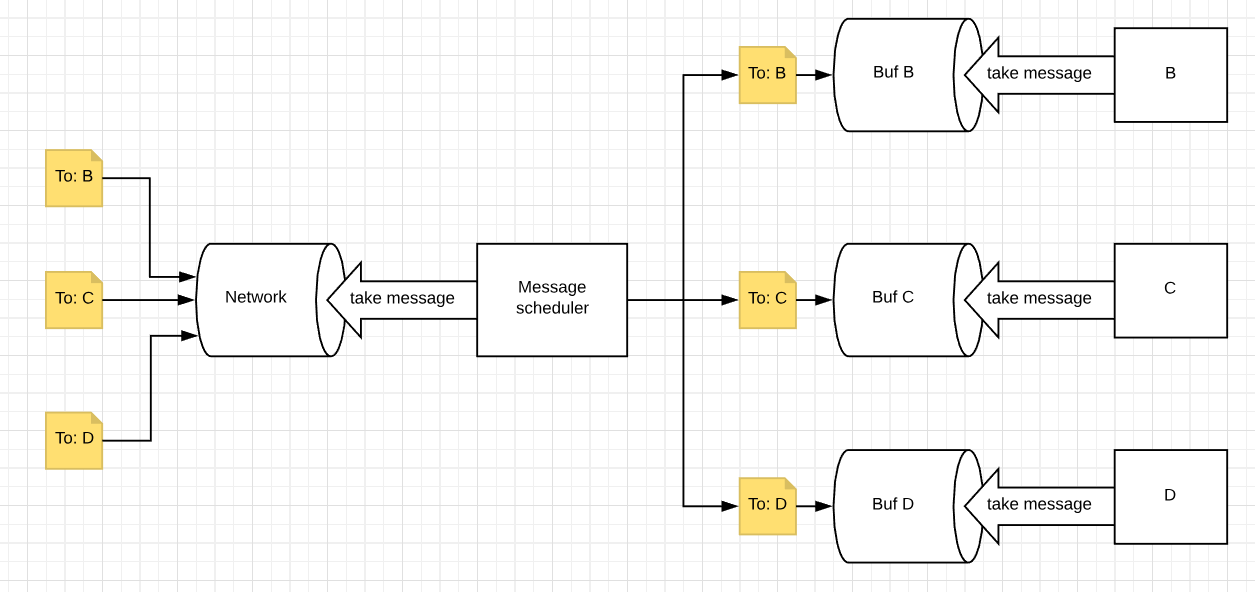 To: B
To: C
To: D
Network
take message
Message
scheduler
To: B
Buf B
take message
B
To: C
Buf C
take message
C
To: D
Buf D
take message
D